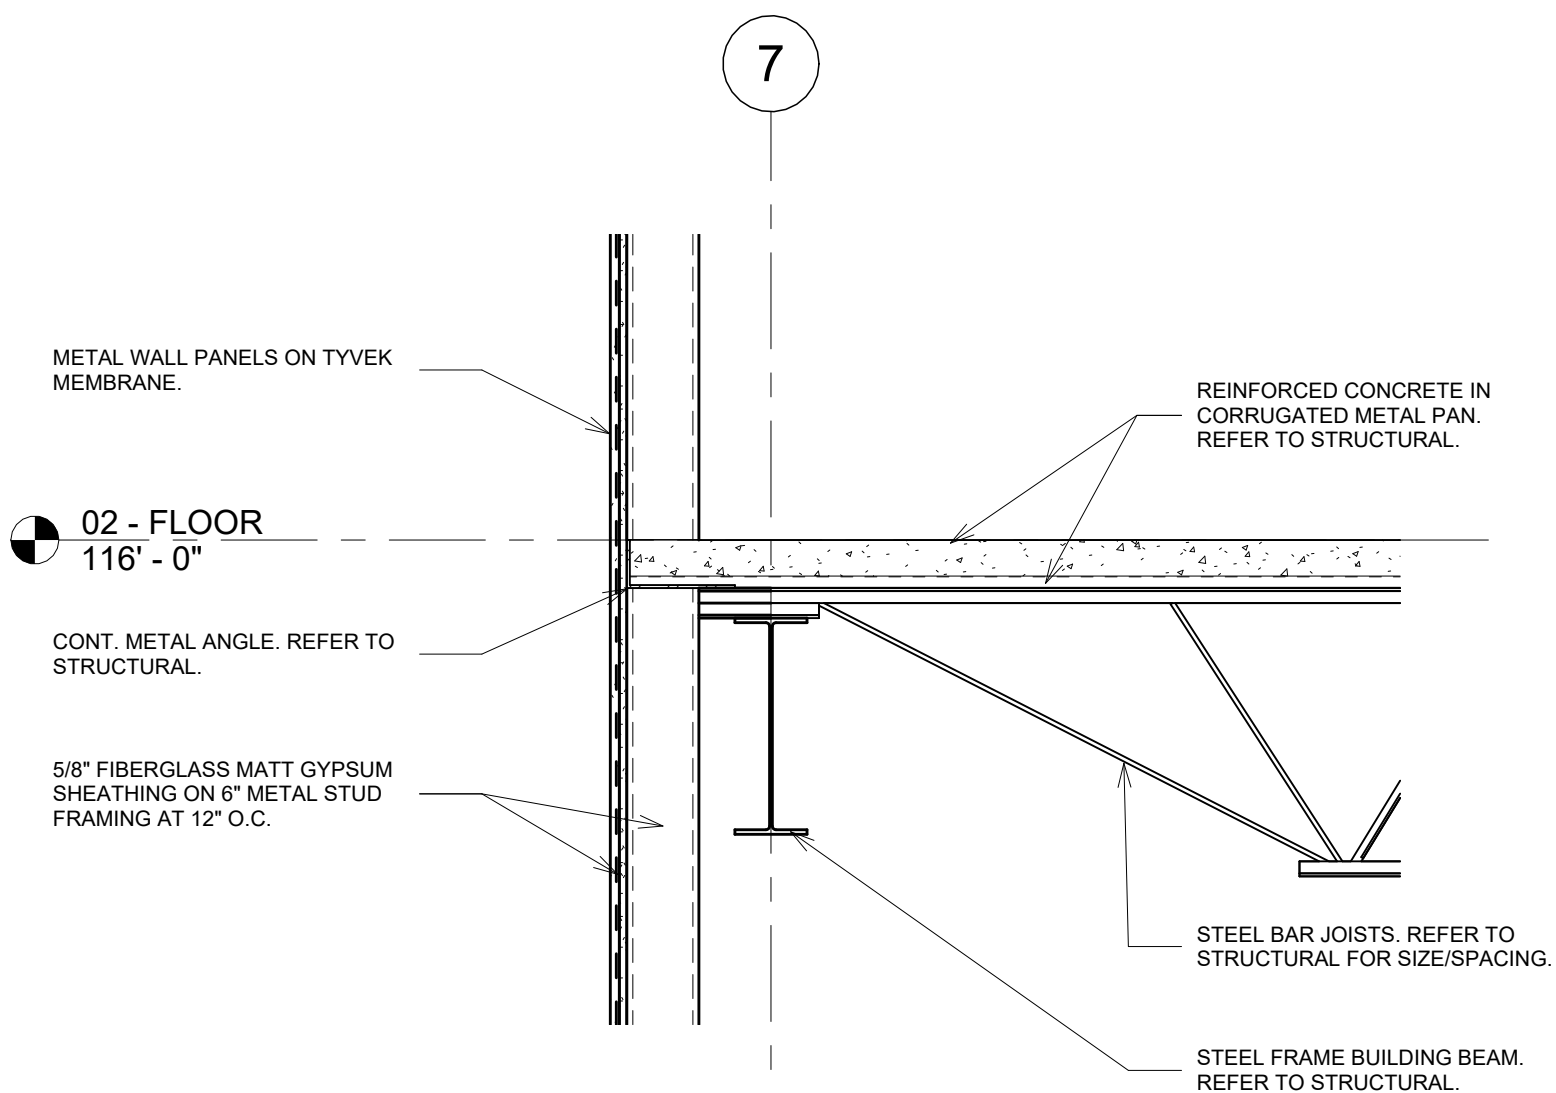 7
METAL WALL PANELS ON TYVEK
MEMBRANE.
REINFORCED CONCRETE IN
CORRUGATED METAL PAN.
REFER TO STRUCTURAL.
02 - FLOOR
116' - 0"
CONT. METAL ANGLE. REFER TO
STRUCTURAL.
5/8" FIBERGLASS MATT GYPSUM
SHEATHING ON 6" METAL STUD
FRAMING AT 12" O.C.
STEEL BAR JOISTS. REFER TO
STRUCTURAL FOR SIZE/SPACING.
STEEL FRAME BUILDING BEAM.
REFER TO STRUCTURAL.